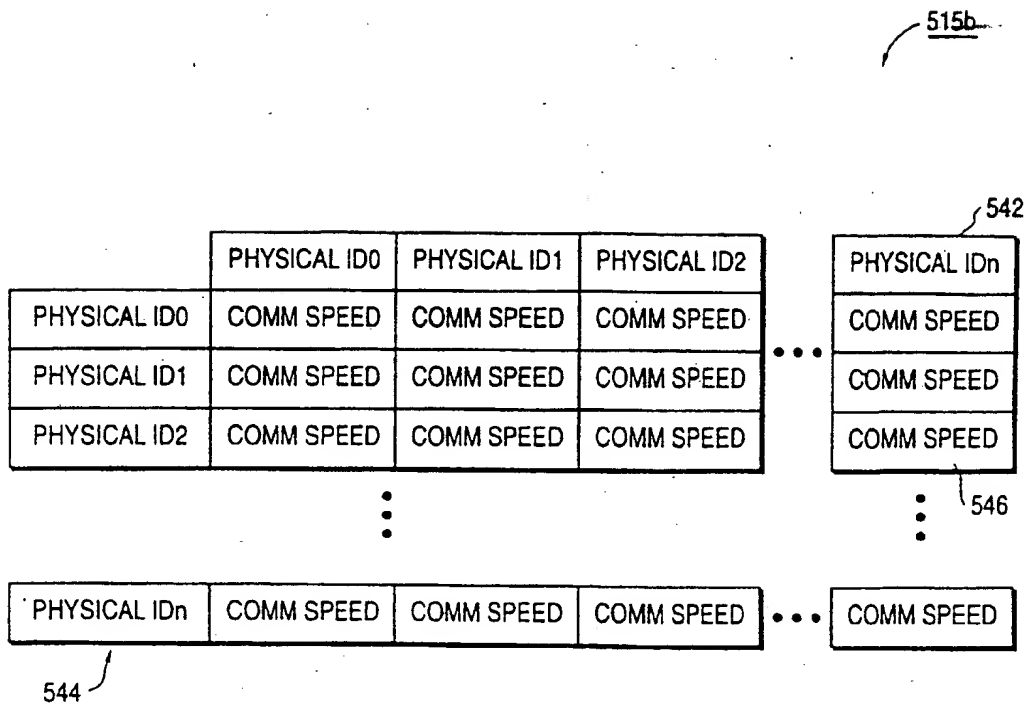 515b
542
PHYSICAL ID0 PHYSICAL ID1 PHYSICAL ID2 PHYSICAL IDn
PHYSICAL ID0 COMM SPEED COMM SPEED COMM SPEED COMM SPEED
PHYSICAL ID1 COMM SPEED COMM SPEED COMM SPEED COMM SPEED
PHYSICAL ID2 COMM SPEED COMM SPEED COMM SPEED COMM SPEED
546
PHYSICAL IDn COMM SPEED COMM SPEED COMM SPEED COMM SPEED
544